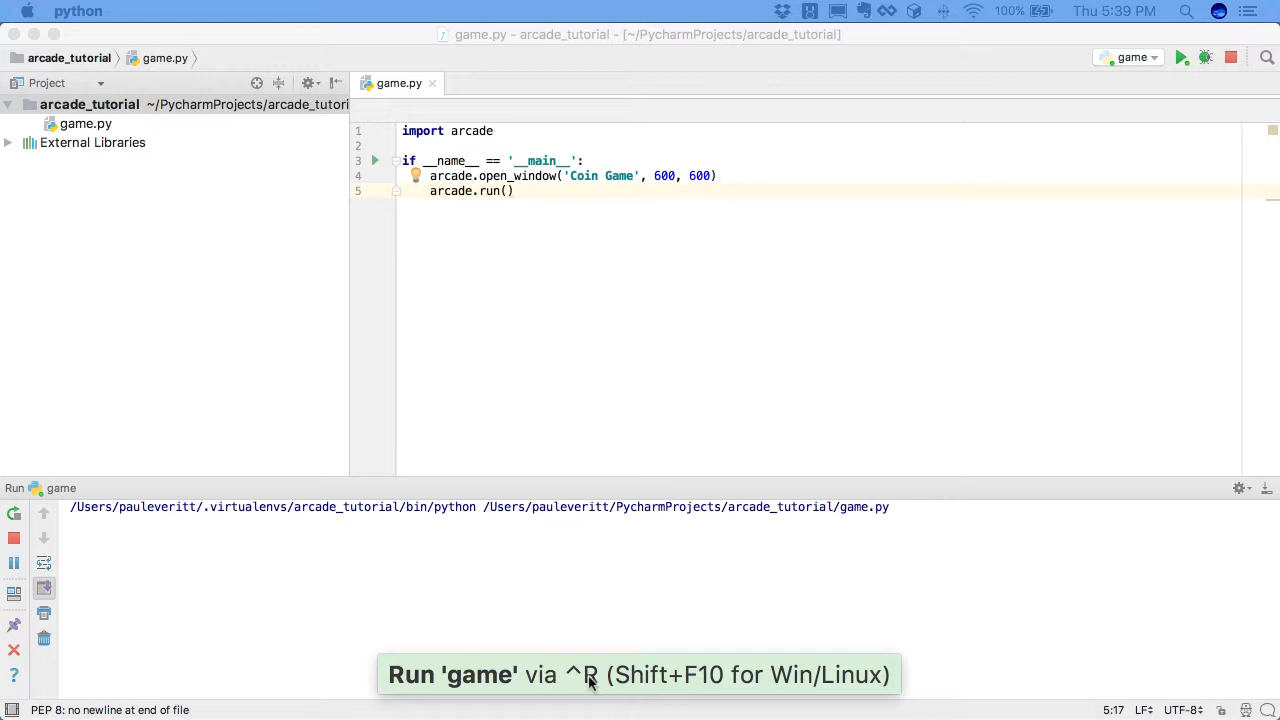 python
100%
Thu 5:39 PM
game.py - arcade_tutorial - [~/PycharmProjects/arcade_tutorial]
arcade_tutorial
game.py
game
Project
game.py
arcade_tutorial ~/PycharmProjects/arcade_tutori
game.py
External Libraries
1 import arcade
2
3 if __name__ == '__main__':
4 arcade.open_window('Coin Game', 600, 600)
5 arcade.run()
Run game
/Users/pauleveritt/.virtualenvs/arcade_tutorial/bin/python /Users/pauleveritt/PycharmProjects/arcade_tutorial/game.py
Run 'game' via ^R (Shift+F10 for Win/Linux)
PEP 8: no newline at end of file
5:17 LF÷ UTF-8÷